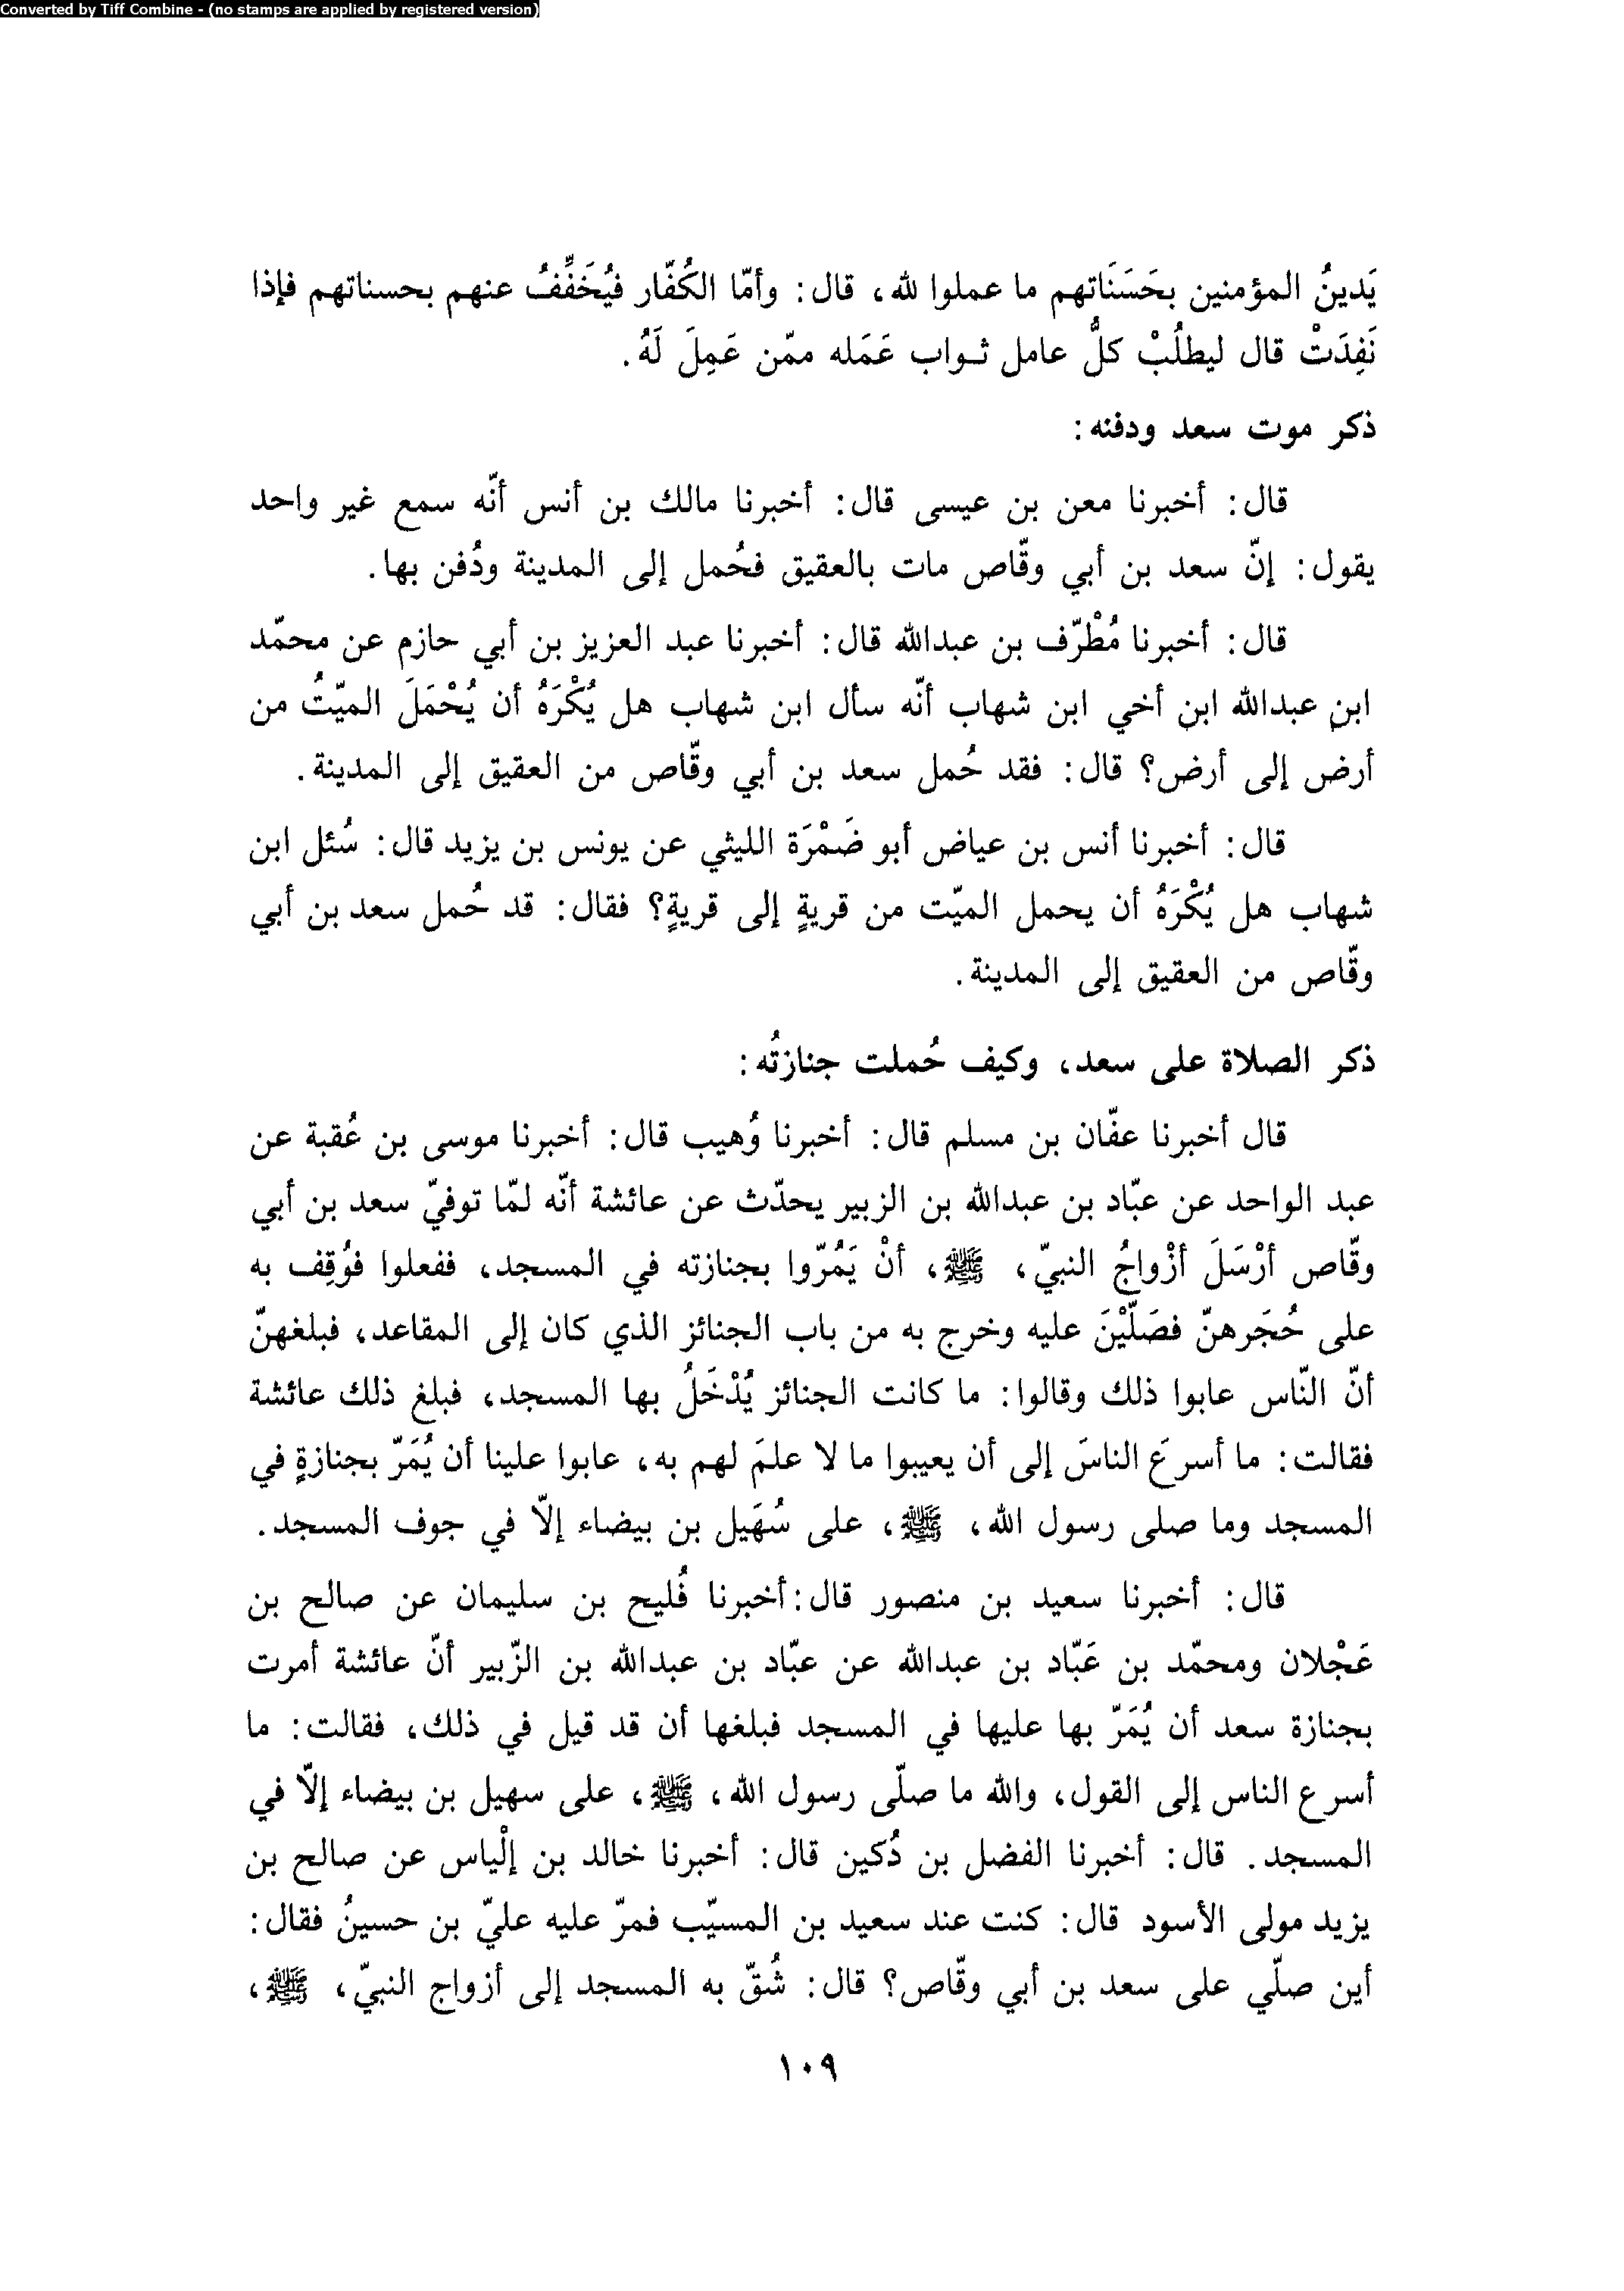 Converted by Tiff Combine - (no stamps are applied by registered version)
يَدينُ المؤمنين بحَسَنَاتهم ما عملوا لله، قال: وأمّا الكُفّار فيُخَفِّفُ عنهم بحسناتهم فإذا
نَفِدَتْ قال ليطلُبْ كلُّ عامل ثـواب عَمَله ممّن عَمِلَ لَهُ.
ذكر موت سعد ودفنه:
قال: أخبرنا معن بن عيسى قال: أخبرنا مالك بن أنس أنّه سمع غير واحد
يقول: إنّ سعد بن أبي وقّاص مات بالعقيق فحُمل إلى المدينة ودُفن بها.
قال: أخبرنا مُطْرّف بن عبدالله قال: أخبرنا عبد العزيز بن أبي حازم عن محمّد
ابن عبدالله ابن أخي ابن شهاب أنّه سأل ابن شهاب هل يُكْرَهُ أن يُحْمَلَ الميّتُ من
أرض إلى أرض؟ قال: فقد حُمل سعد بن أبي وقّاص من العقيق إلى المدينة.
قال: أخبرنا أنس بن عياض أبو ضَمْرَة الليثي عن يونس بن يزيد قال: سُئل ابن
شهاب هل يُكْرَهُ أن يحمل الميّت من قريةٍ إلى قريةٍ؟ فقال: قد حُمل سعد بن أبي
وقّاص من العقيق إلى المدينة.
ذكر الصلاة على سعد، وكيف حُملت جنازتُه:
قال أخبرنا عفّان بن مسلم قال: أخبرنا وُهيب قال: أخبرنا موسى بن عُقبة عن
عبد الواحد عن عبّاد بن عبدالله بن الزبير يحدّث عن عائشة أنّه لمّا توفيّ سعد بن أبي
وقّاص أرْسَلَ أزْواجُ النبيّ، ﷺ، أنْ يَمُرّوا بجنازته في المسجد، ففعلوا فوُقِف به
على حُجَرهنّ فصَلّيْنَ عليه وخرج به من باب الجنائز الذي كان إلى المقاعد، فبلغهنّ
أنّ النّاس عابوا ذلك وقالوا: ما كانت الجنائز يُدْخَلُ بها المسجد، فبلغ ذلك عائشة
فقالت: ما أسرعَ الناسَ إلى أن يعيبوا ما لا علمَ لهم به، عابوا علينا أن يُمَرّ بجنازةٍ في
المسجد وما صلى رسول الله، ﷺ، على سُهَيل بن بيضاء إلّا في جوف المسجد.
قال: أخبرنا سعيد بن منصور قال: أخبرنا فُليح بن سليمان عن صالح بن
عَجْلان ومحمّد بن عَبّاد بن عبدالله عن عبّاد بن عبدالله بن الزّبير أنّ عائشة أمرت
بجنازة سعد أن يُمَرّ بها عليها في المسجد فبلغها أن قد قيل في ذلك، فقالت: ما
أسرع الناس إلى القول، والله ما صلّى رسول الله، ﷺ، على سهيل بن بيضاء إلّا في
المسجد. قال: أخبرنا الفضل بن دُكين قال: أخبرنا خالد بن إلْياس عن صالح بن
يزيد مولى الأسود قال: كنت عند سعيد بن المسيّب فمرّ عليه عليّ بن حسينُ فقال:
أين صلّي على سعد بن أبي وقّاص؟ قال: شُقّ به المسجد إلى أزواج النبيّ، ﷺ،
١٠٩